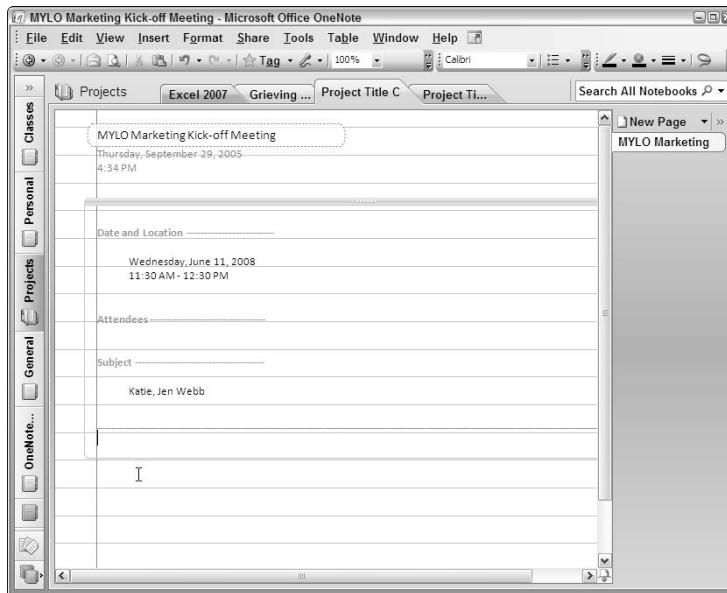 MYLO Marketing Kick-off Meeting - Microsoft Office OneNote
File Edit View Insert Format Share Tools Table Window Help
Tag 100% Calibri
Projects Excel 2007 Grieving ... Project Title C Project Ti... Search All Notebooks
Classes
Personal
Projects
General
OneNote...
New Page
MYLO Marketing
MYLO Marketing Kick-off Meeting
Thursday, September 29, 2005
4:34 PM
Date and Location ----------------------------
Wednesday, June 11, 2008
11:30 AM - 12:30 PM
Attendees--------------------------------------
Subject ------------------------------------------
Katie, Jen Webb